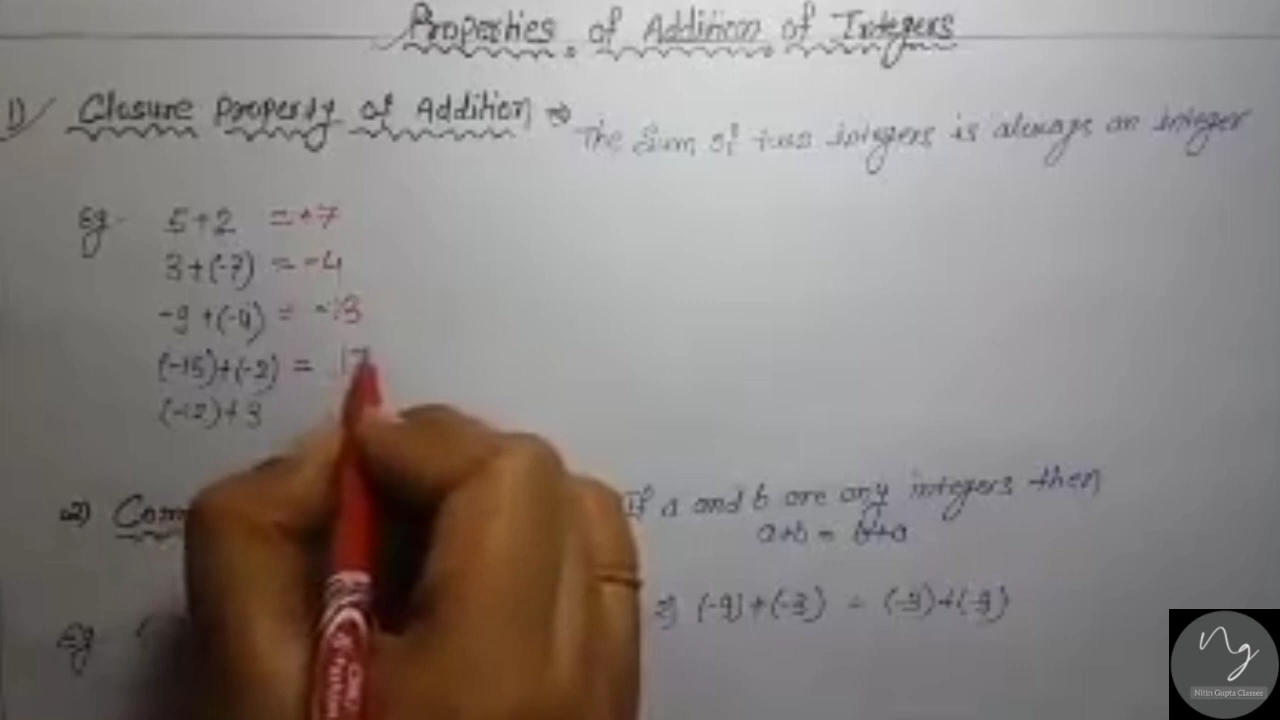 Properties of Addition of Integers
1) Closure Property of Addition ⇒ The Sum of two integers is always an integer
Eg- 5+2 = +7
3+(-7) = -4
-9+(-4) = -13
(-15)+(-2) = 17
(-12)+3
2) Com If a and b are any integers then
a+b = b+a
Eg ( 2) (-9)+(-3) = (-3)+(-9)
Ng
Nitin Gupta Classes